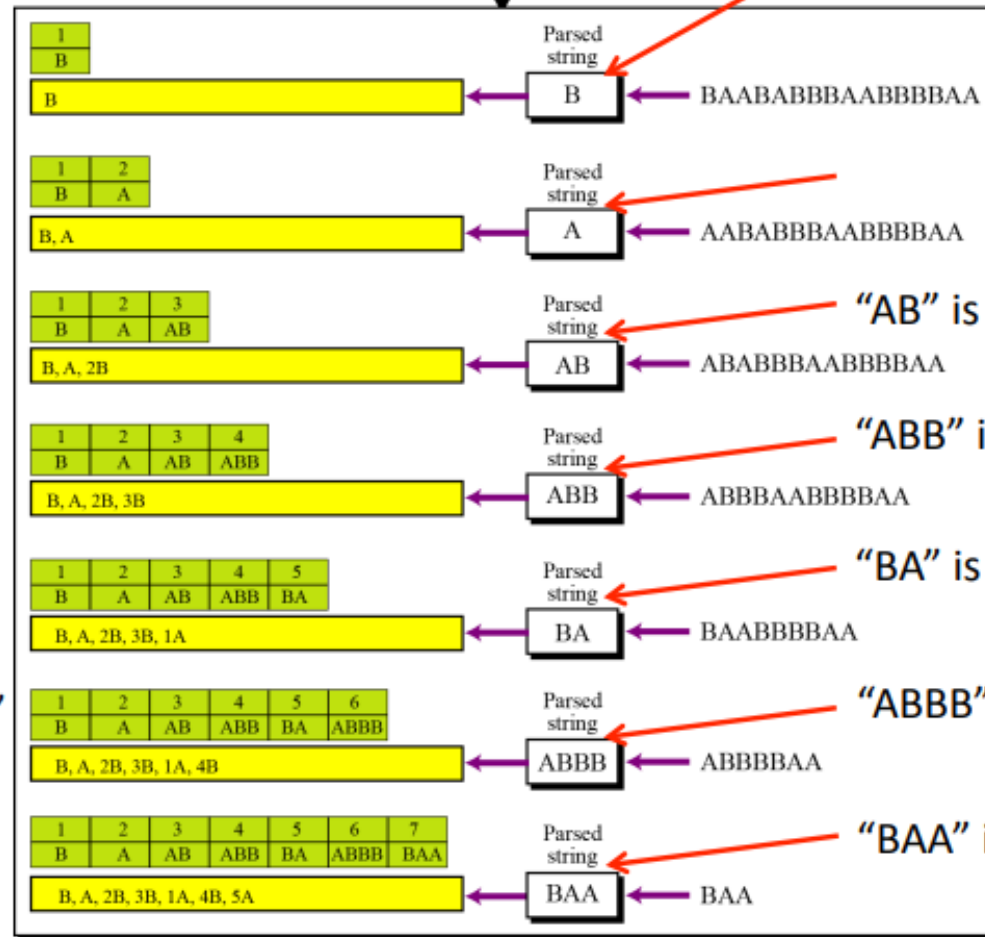 1
B
Parsed
string
B
B
BAABABBBAABBBBAA
1 2
B A
Parsed
string
B, A
A
AABABBBAABBBBAA
1 2 3
B A AB
Parsed
string
“AB” is
B, A, 2B
AB
ABABBBAABBBBAA
1 2 3 4
B A AB ABB
Parsed
string
“ABB” i
B, A, 2B, 3B
ABB
ABBBAABBBBAA
1 2 3 4 5
B A AB ABB BA
Parsed
string
“BA” is
B, A, 2B, 3B, 1A
BA
BAABBBBAA
1 2 3 4 5 6
B A AB ABB BA ABBB
Parsed
string
“ABBB”
B, A, 2B, 3B, 1A, 4B
ABBB
ABBBBAA
1 2 3 4 5 6 7
B A AB ABB BA ABBB BAA
Parsed
string
“BAA” i
B, A, 2B, 3B, 1A, 4B, 5A
BAA
BAA